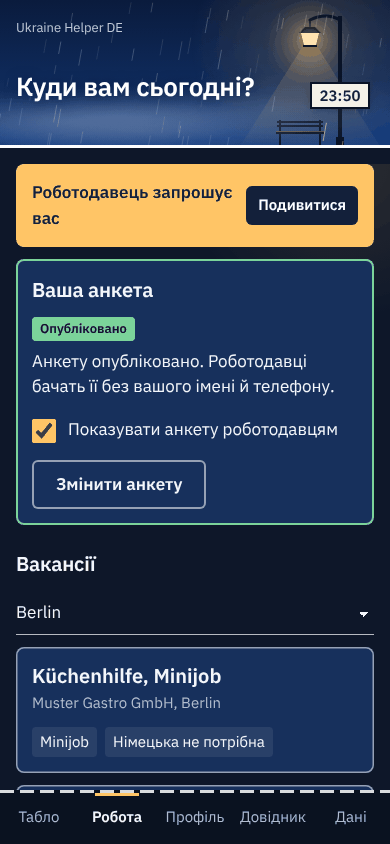 Ukraine Helper DE
Куди вам сьогодні?
23:50
Роботодавець запрошує
вас
Подивитися
Ваша анкета
Опубліковано
Анкету опубліковано. Роботодавці
бачать її без вашого імені й телефону.
Показувати анкету роботодавцям
Змінити анкету
Вакансії
Berlin
Küchenhilfe, Minijob
Muster Gastro GmbH, Berlin
Minijob
Німецька не потрібна
Табло
Робота
Профіль
Довідник
Дані